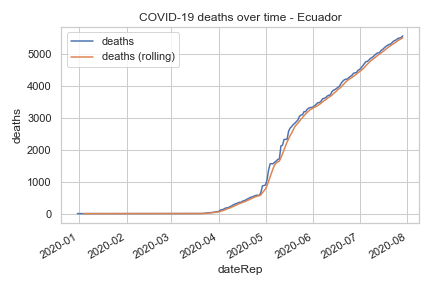 COVID-19 deaths over time - Ecuador
deaths
deaths (rolling)
deaths
5000
4000
3000
2000
1000
0
2020-01
2020-02
2020-03
2020-04
2020-05
2020-06
2020-07
2020-08
dateRep